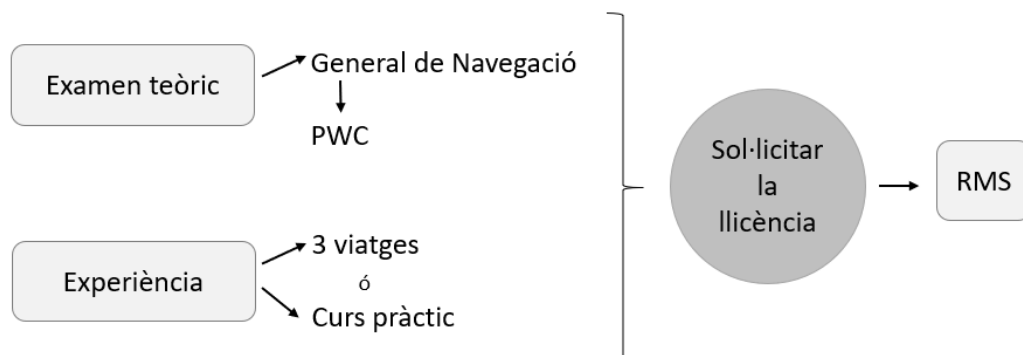 Examen teòric
General de Navegació
PWC
Experiència
3 viatges
ó
Curs pràctic
Sol·licitar
la
llicència
RMS